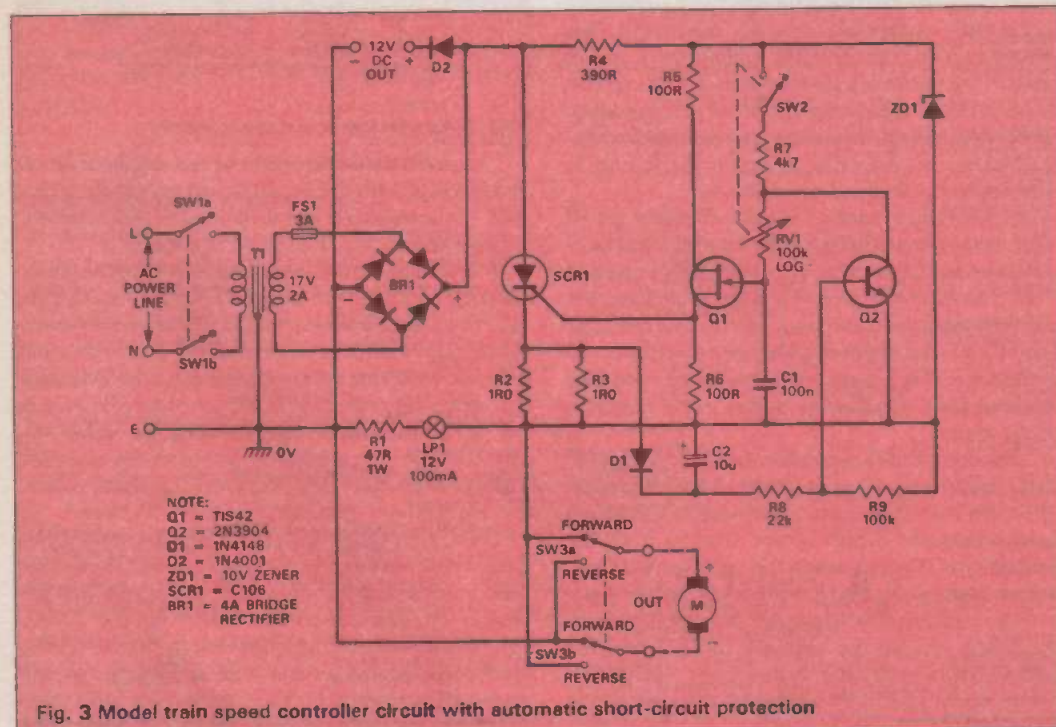 12V
DC
OUT
−
+
D2
R4
390R
R5
100R
SW2
ZD1
R7
4k7
SW1a
FS1
3A
L
T1
RV1
100k
LOG
AC
POWER
LINE
17V
2A
BR1
−
+
SCR1
Q1
Q2
N
SW1b
R2
1R0
R3
1R0
R6
100R
C1
100n
E
R1
47R
1W
LP1
12V
100mA
0V
D1
+
C2
10u
R8
22k
R9
100k
NOTE:
Q1 = TIS42
Q2 = 2N3904
D1 = 1N4148
D2 = 1N4001
ZD1 = 10V ZENER
SCR1 = C106
BR1 = 4A BRIDGE
RECTIFIER
FORWARD
SW3a
REVERSE
OUT
+
M
−
FORWARD
SW3b
REVERSE
Fig. 3 Model train speed controller circuit with automatic short-circuit protection